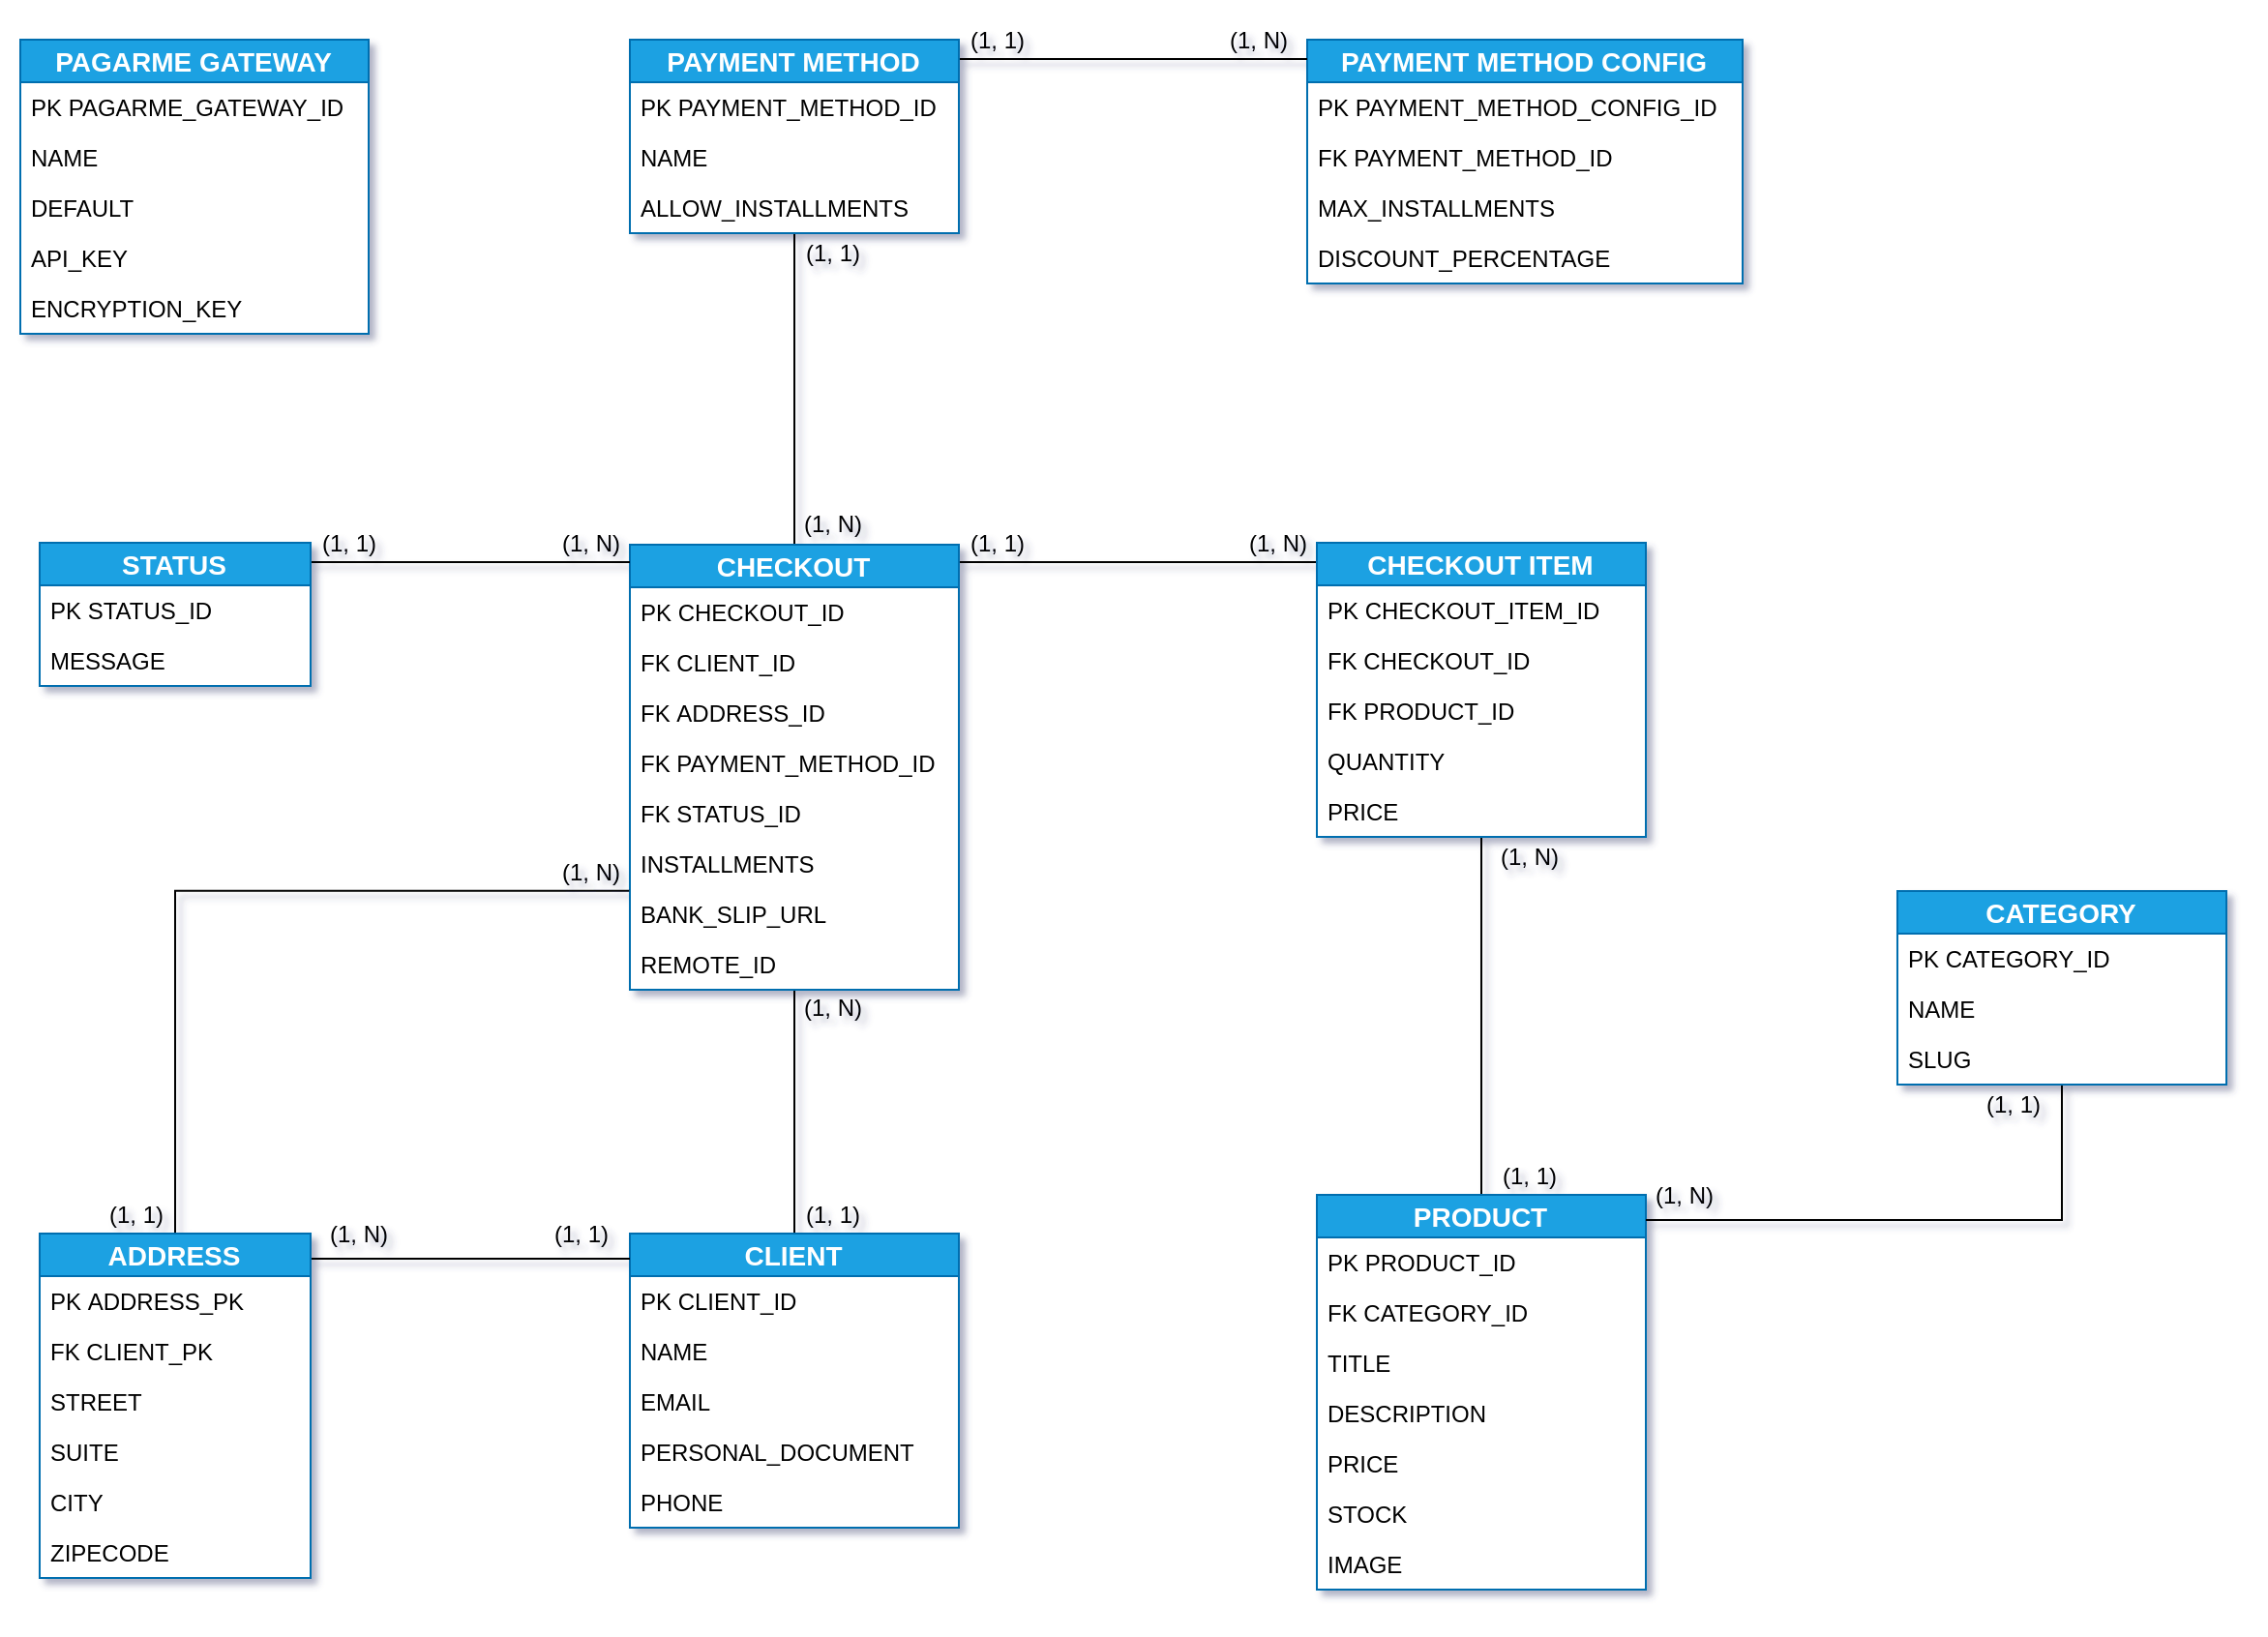 PAGARME GATEWAY
PK PAGARME_GATEWAY_ID
NAME
DEFAULT
API_KEY
ENCRYPTION_KEY
PAYMENT METHOD
PK PAYMENT_METHOD_ID
NAME
ALLOW_INSTALLMENTS
(1, 1)
(1, N)
PAYMENT METHOD CONFIG
PK PAYMENT_METHOD_CONFIG_ID
FK PAYMENT_METHOD_ID
MAX_INSTALLMENTS
DISCOUNT_PERCENTAGE
(1, 1)
(1, N)
STATUS
PK STATUS_ID
MESSAGE
(1, 1)
(1, N)
CHECKOUT
PK CHECKOUT_ID
FK CLIENT_ID
FK ADDRESS_ID
FK PAYMENT_METHOD_ID
FK STATUS_ID
INSTALLMENTS
BANK_SLIP_URL
REMOTE_ID
(1, 1)
(1, N)
CHECKOUT ITEM
PK CHECKOUT_ITEM_ID
FK CHECKOUT_ID
FK PRODUCT_ID
QUANTITY
PRICE
(1, N)
(1, N)
CATEGORY
PK CATEGORY_ID
NAME
SLUG
(1, N)
(1, 1)
(1, 1)
(1, N)
(1, 1)
(1, 1)
ADDRESS
PK ADDRESS_PK
FK CLIENT_PK
STREET
SUITE
CITY
ZIPECODE
(1, N)
(1, 1)
CLIENT
PK CLIENT_ID
NAME
EMAIL
PERSONAL_DOCUMENT
PHONE
PRODUCT
PK PRODUCT_ID
FK CATEGORY_ID
TITLE
DESCRIPTION
PRICE
STOCK
IMAGE